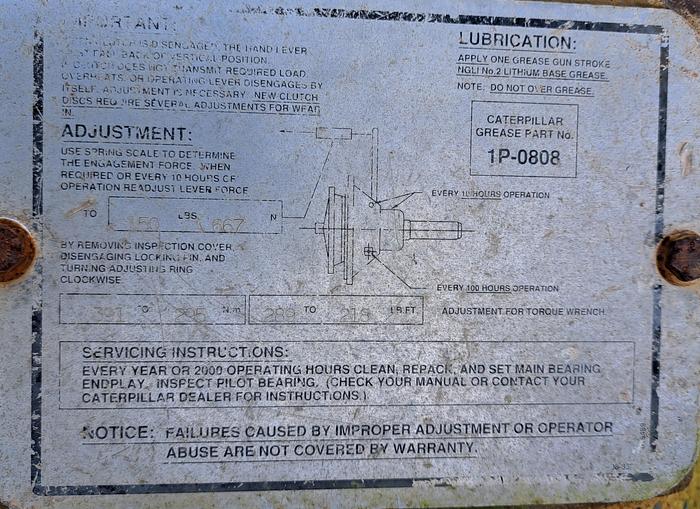 IMPORTANT:
IS DISENGAGED, THE HAND LEVER
MUST FALL BACK OF VERTICAL POSITION.
IF CLUTCH DOES NOT TRANSMIT REQUIRED LOAD,
OVERHEATS, OR OPERATING LEVER DISENGAGES BY
ITSELF, ADJUSTMENT IS NECESSARY. NEW CLUTCH
DISCS REQUIRE SEVERAL ADJUSTMENTS FOR WEAR
IN.
ADJUSTMENT:
USE SPRING SCALE TO DETERMINE
THE ENGAGEMENT FORCE. WHEN
REQUIRED OR EVERY 10 HOURS OF
OPERATION READJUST LEVER FORCE
TO 150 LBS. 667 N
BY REMOVING INSPECTION COVER,
DISENGAGING LOCKING PIN, AND
TURNING ADJUSTING RING
CLOCKWISE
TO N.m TO LB.FT.
ADJUSTMENT FOR TORQUE WRENCH.
LUBRICATION:
APPLY ONE GREASE GUN STROKE
NGLI No.2 LITHIUM BASE GREASE.
NOTE: DO NOT OVER GREASE.
CATERPILLAR
GREASE PART No.
1P-0808
EVERY 10 HOURS OPERATION
EVERY 100 HOURS OPERATION
SERVICING INSTRUCTIONS:
EVERY YEAR OR 2000 OPERATING HOURS CLEAN, REPACK, AND SET MAIN BEARING
ENDPLAY. INSPECT PILOT BEARING. (CHECK YOUR MANUAL OR CONTACT YOUR
CATERPILLAR DEALER FOR INSTRUCTIONS.)
NOTICE: FAILURES CAUSED BY IMPROPER ADJUSTMENT OR OPERATOR
ABUSE ARE NOT COVERED BY WARRANTY.